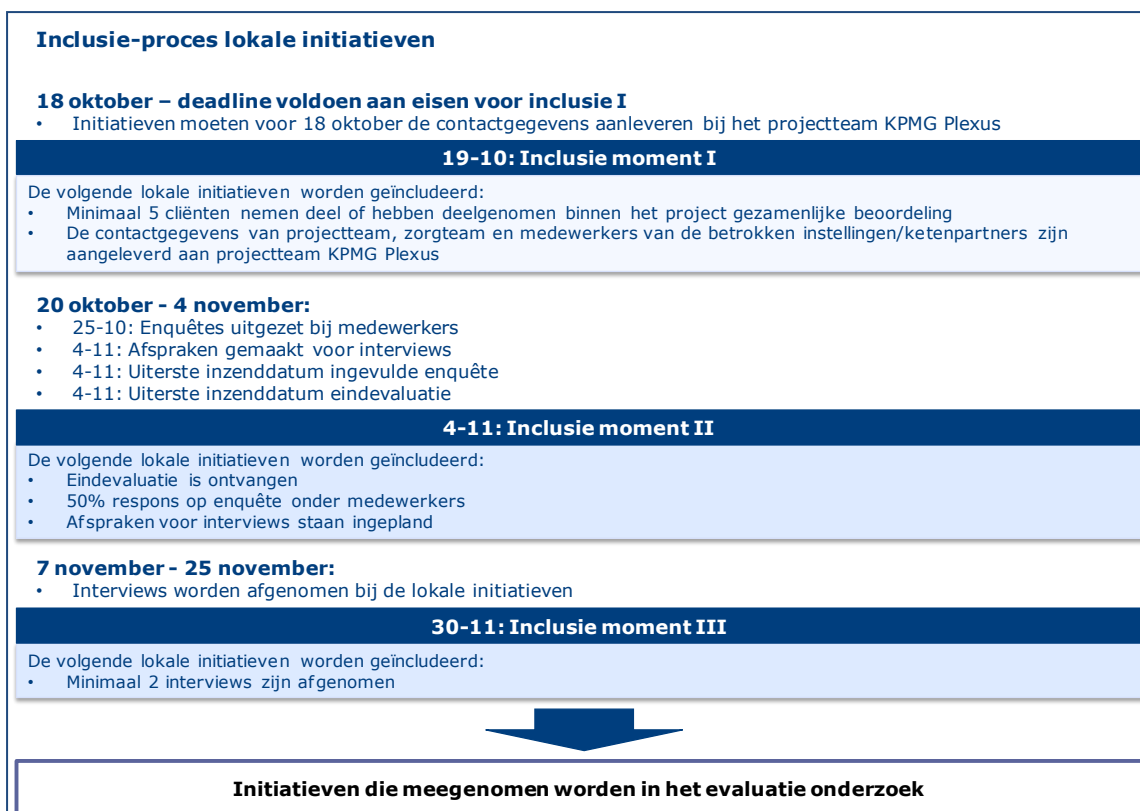 Inclusie-proces lokale initiatieven
18 oktober – deadline voldoen aan eisen voor inclusie I
• Initiatieven moeten voor 18 oktober de contactgegevens aanleveren bij het projectteam KPMG Plexus
19-10: Inclusie moment I
De volgende lokale initiatieven worden geïncludeerd:
• Minimaal 5 cliënten nemen deel of hebben deelgenomen binnen het project gezamenlijke beoordeling
• De contactgegevens van projectteam, zorgteam en medewerkers van de betrokken instellingen/ketenpartners zijn
aangeleverd aan projectteam KPMG Plexus
20 oktober - 4 november:
• 25-10: Enquêtes uitgezet bij medewerkers
• 4-11: Afspraken gemaakt voor interviews
• 4-11: Uiterste inzenddatum ingevulde enquête
• 4-11: Uiterste inzenddatum eindevaluatie
4-11: Inclusie moment II
De volgende lokale initiatieven worden geïncludeerd:
• Eindevaluatie is ontvangen
• 50% respons op enquête onder medewerkers
• Afspraken voor interviews staan ingepland
7 november - 25 november:
• Interviews worden afgenomen bij de lokale initiatieven
30-11: Inclusie moment III
De volgende lokale initiatieven worden geïncludeerd:
• Minimaal 2 interviews zijn afgenomen
Initiatieven die meegenomen worden in het evaluatie onderzoek